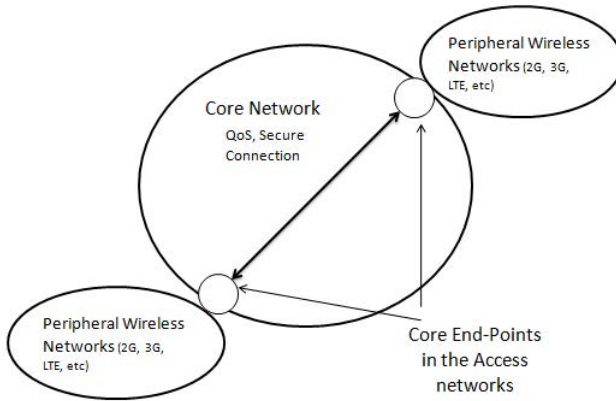 Peripheral Wireless
Networks (2G, 3G,
LTE, etc)
Core Network
QoS, Secure
Connection
Peripheral Wireless
Networks (2G, 3G,
LTE, etc)
Core End-Points
in the Access
networks